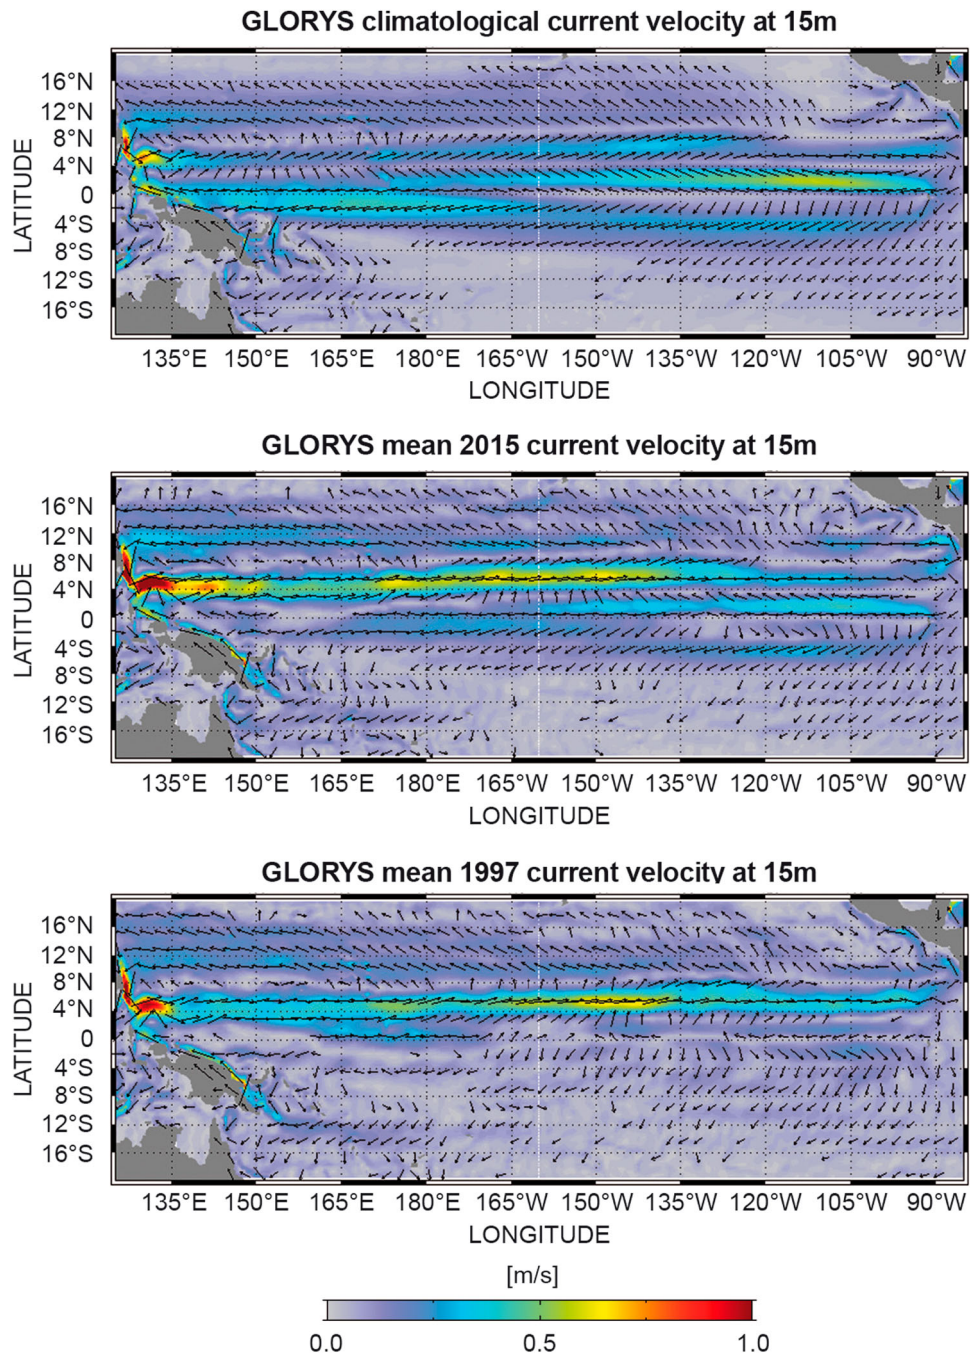 GLORYS climatological current velocity at 15m
LATITUDE
16°N
12°N
8°N
4°N
0
4°S
8°S
12°S
16°S
135°E 150°E 165°E 180°E 165°W 150°W 135°W 120°W 105°W 90°W
LONGITUDE
GLORYS mean 2015 current velocity at 15m
LATITUDE
16°N
12°N
8°N
4°N
0
4°S
8°S
12°S
16°S
135°E 150°E 165°E 180°E 165°W 150°W 135°W 120°W 105°W 90°W
LONGITUDE
GLORYS mean 1997 current velocity at 15m
LATITUDE
16°N
12°N
8°N
4°N
0
4°S
8°S
12°S
16°S
135°E 150°E 165°E 180°E 165°W 150°W 135°W 120°W 105°W 90°W
LONGITUDE
[m/s]
0.0 0.5 1.0